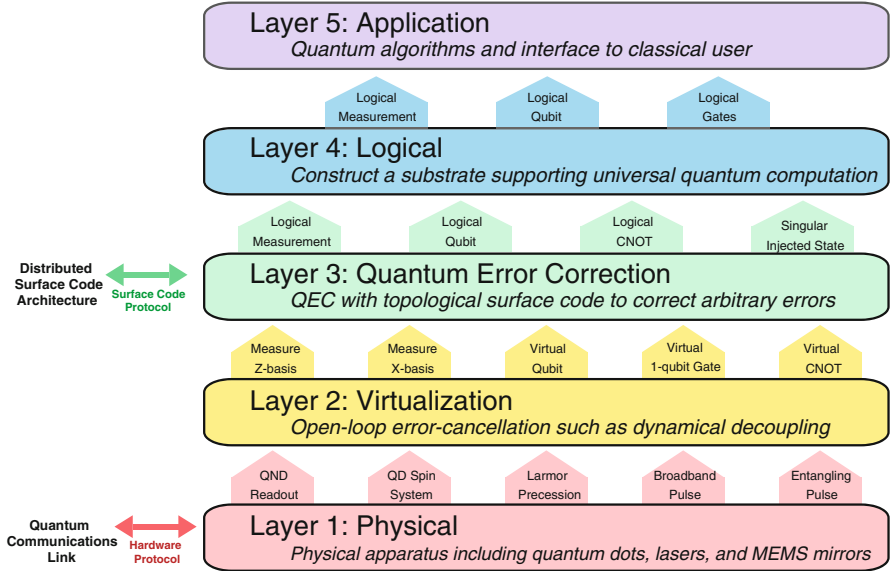 Layer 5: Application
Quantum algorithms and interface to classical user
Logical
Measurement
Logical
Qubit
Logical
Gates
Layer 4: Logical
Construct a substrate supporting universal quantum computation
Logical
Measurement
Logical
Qubit
Logical
CNOT
Singular
Injected State
Distributed
Surface Code
Architecture
Surface Code
Protocol
Layer 3: Quantum Error Correction
QEC with topological surface code to correct arbitrary errors
Measure
Z-basis
Measure
X-basis
Virtual
Qubit
Virtual
1-qubit Gate
Virtual
CNOT
Layer 2: Virtualization
Open-loop error-cancellation such as dynamical decoupling
QND
Readout
QD Spin
System
Larmor
Precession
Broadband
Pulse
Entangling
Pulse
Quantum
Communications
Link
Hardware
Protocol
Layer 1: Physical
Physical apparatus including quantum dots, lasers, and MEMS mirrors